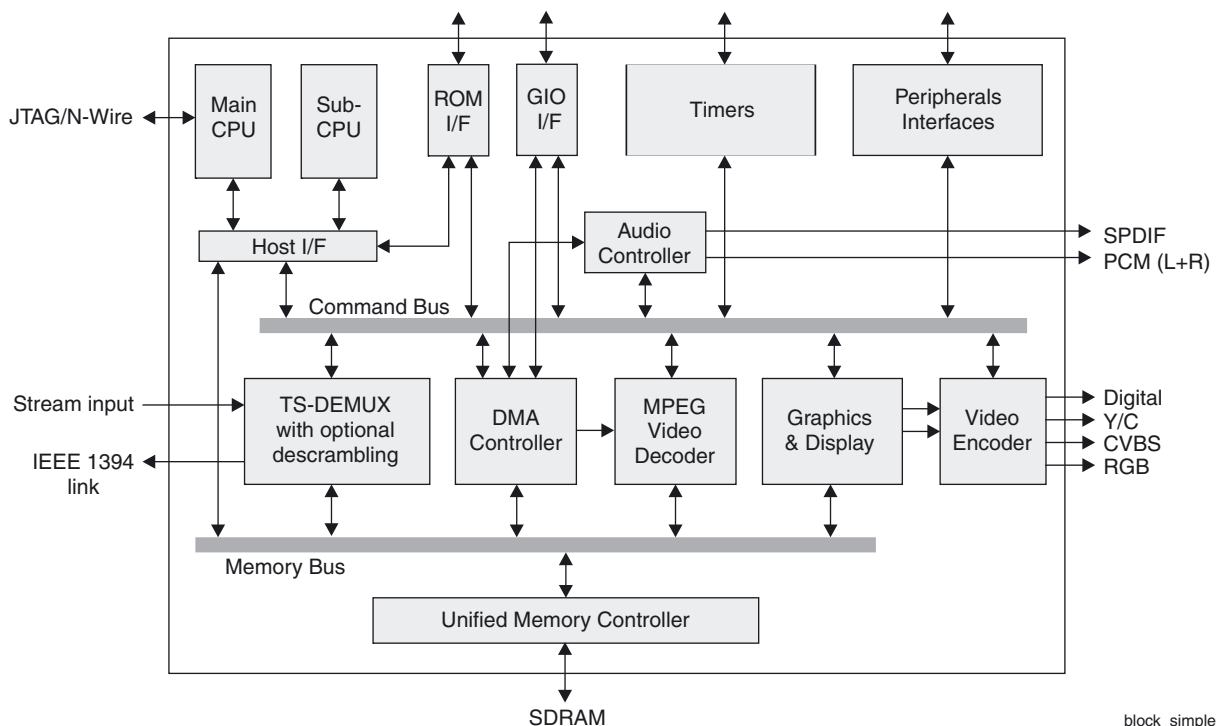 JTAG/N-Wire
Main
CPU
Sub-
CPU
ROM
I/F
GIO
I/F
Timers
Peripherals
Interfaces
Host I/F
Audio
Controller
SPDIF
PCM (L+R)
Command Bus
Stream input
IEEE 1394
link
TS-DEMUX
with optional
descrambling
DMA
Controller
MPEG
Video
Decoder
Graphics
& Display
Video
Encoder
Digital
Y/C
CVBS
RGB
Memory Bus
Unified Memory Controller
SDRAM
block_simple